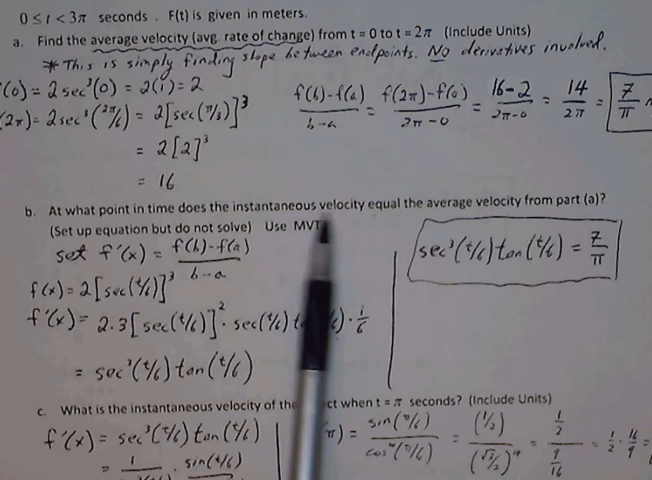 0 ≤ t < 3π seconds. F(t) is given in meters.
a. Find the average velocity (avg. rate of change) from t = 0 to t = 2π (Include Units)
* This is simply finding slope between endpoints. No derivatives involved.
(0) = 2 sec³(0) = 2(1) = 2
(2π) = 2 sec³(2π/6) = 2[sec(π/3)]³
= 2[2]³
= 16
f(b)-f(a)/b-a = f(2π)-f(0)/2π-0 = 16-2/2π-0 = 14/2π = 7/π
b. At what point in time does the instantaneous velocity equal the average velocity from part (a)?
(Set up equation but do not solve) Use MVT
set f'(x) = f(b)-f(a)/b-a
f(x) = 2[sec(t/6)]³
f'(x) = 2·3[sec(t/6)]²·sec(t/6) t )·1/6
= sec³(t/6) tan(t/6)
sec³(t/6) tan(t/6) = 7/π
c. What is the instantaneous velocity of the ct when t = π seconds? (Include Units)
f'(x) = sec³(t/6) tan(t/6)
= 1 · sin(t/6)
π) = sin(π/6)/cos⁴(π/6) = (1/2)/(√3/2)⁴ = 1/2/9/16 = 1/2 · 16/9 =